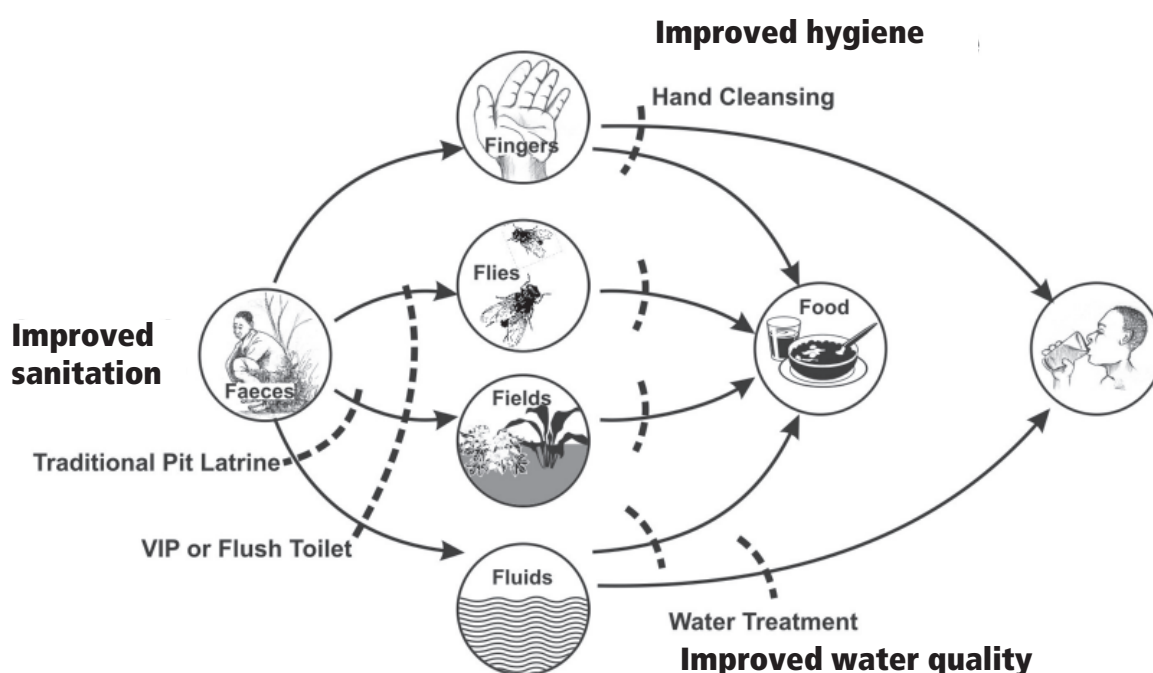 Improved hygiene
Hand Cleansing
Fingers
Flies
Food
Improved
sanitation
Faeces
Fields
Traditional Pit Latrine
VIP or Flush Toilet
Fluids
Water Treatment
Improved water quality